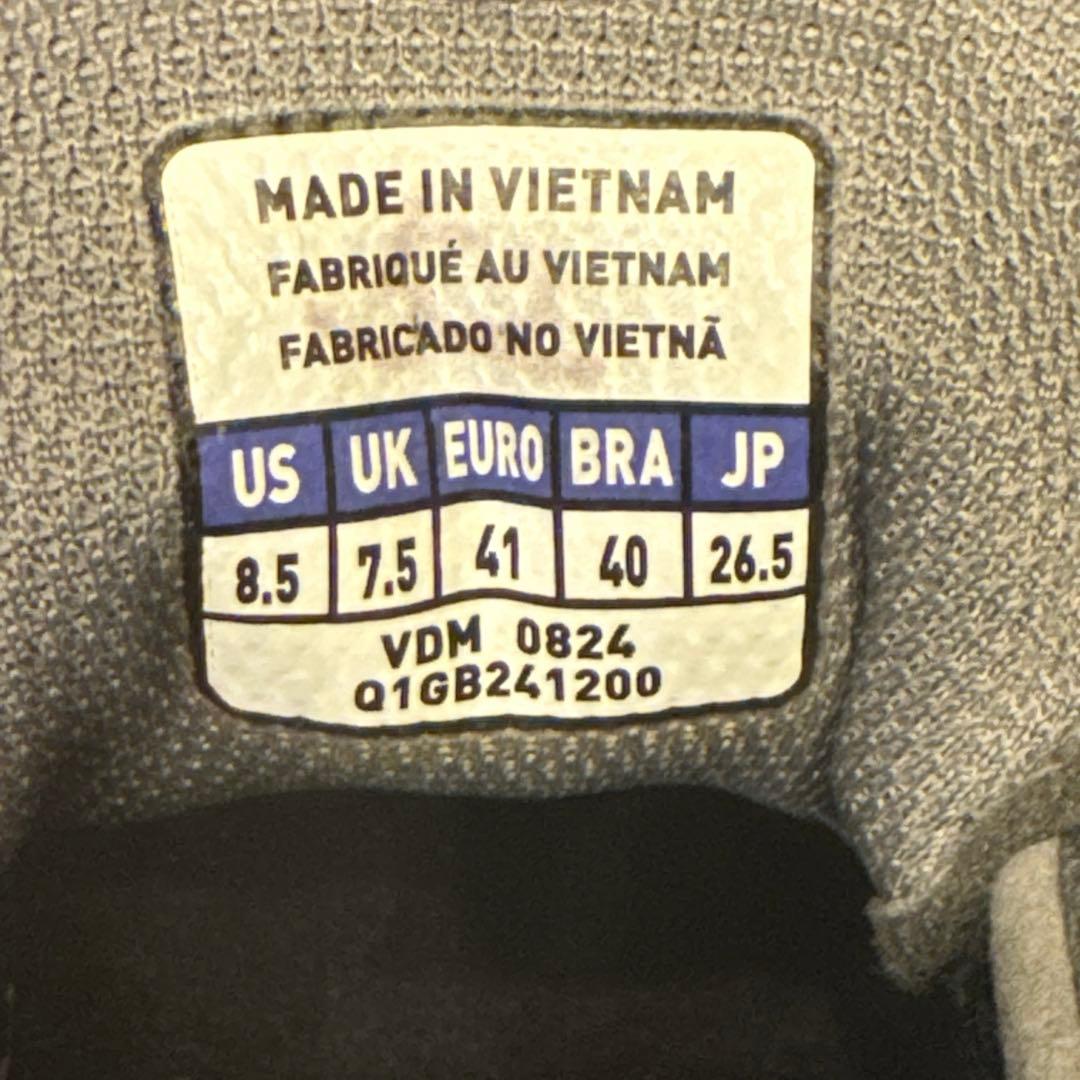 MADE IN VIETNAM
FABRIQUÉ AU VIETNAM
FABRICADO NO VIETNÃ
US UK EURO BRA JP
8.5 7.5 41 40 26.5
VDM 0824
Q1GB241200